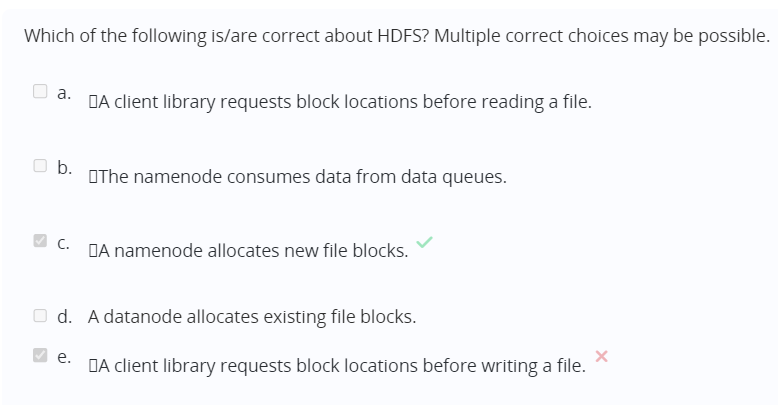 Which of the following is/are correct about HDFS? Multiple correct choices may be possible.
a. ▯A client library requests block locations before reading a file.
b. ▯The namenode consumes data from data queues.
c. ▯A namenode allocates new file blocks.
d. A datanode allocates existing file blocks.
e. ▯A client library requests block locations before writing a file.